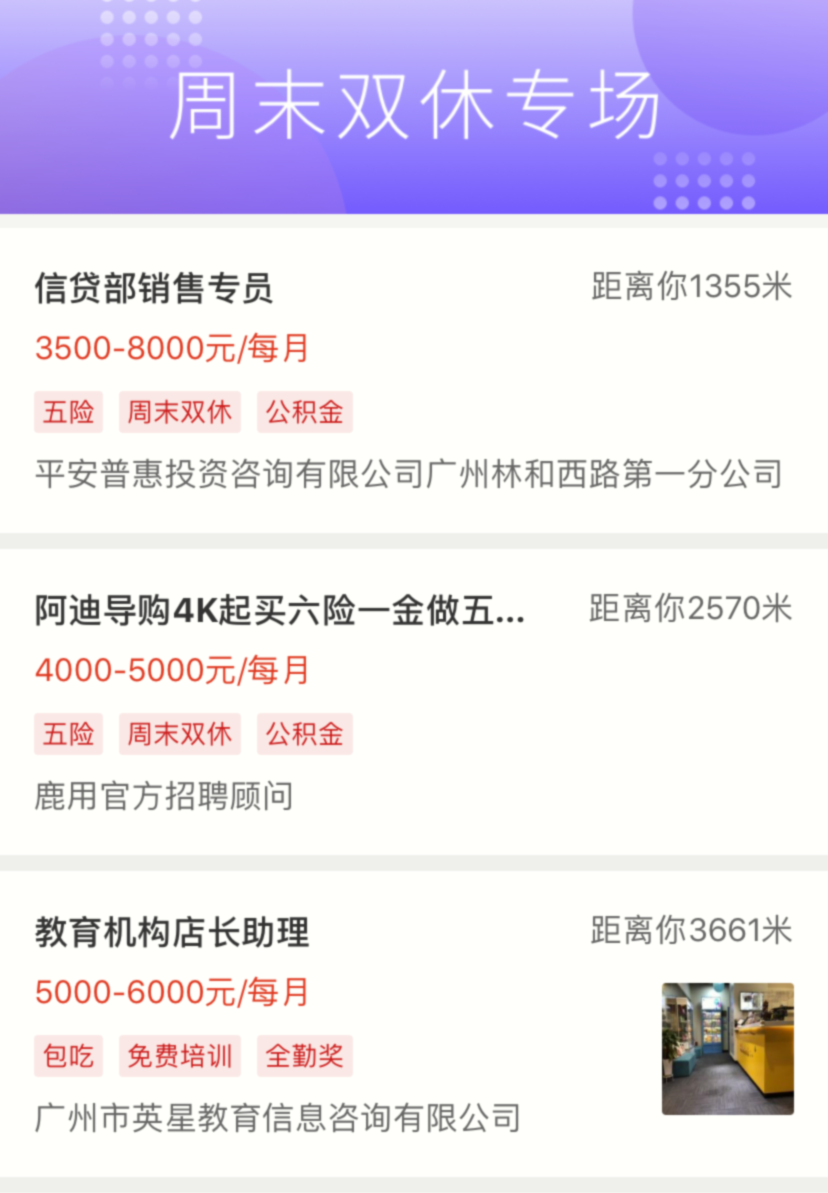 周末双休专场
信贷部销售专员 距离你1355米
3500-8000元/每月
五险 周末双休 公积金
平安普惠投资咨询有限公司广州林和西路第一分公司
阿迪导购4K起买六险一金做五... 距离你2570米
4000-5000元/每月
五险 周末双休 公积金
鹿用官方招聘顾问
教育机构店长助理 距离你3661米
5000-6000元/每月
包吃 免费培训 全勤奖
广州市英星教育信息咨询有限公司